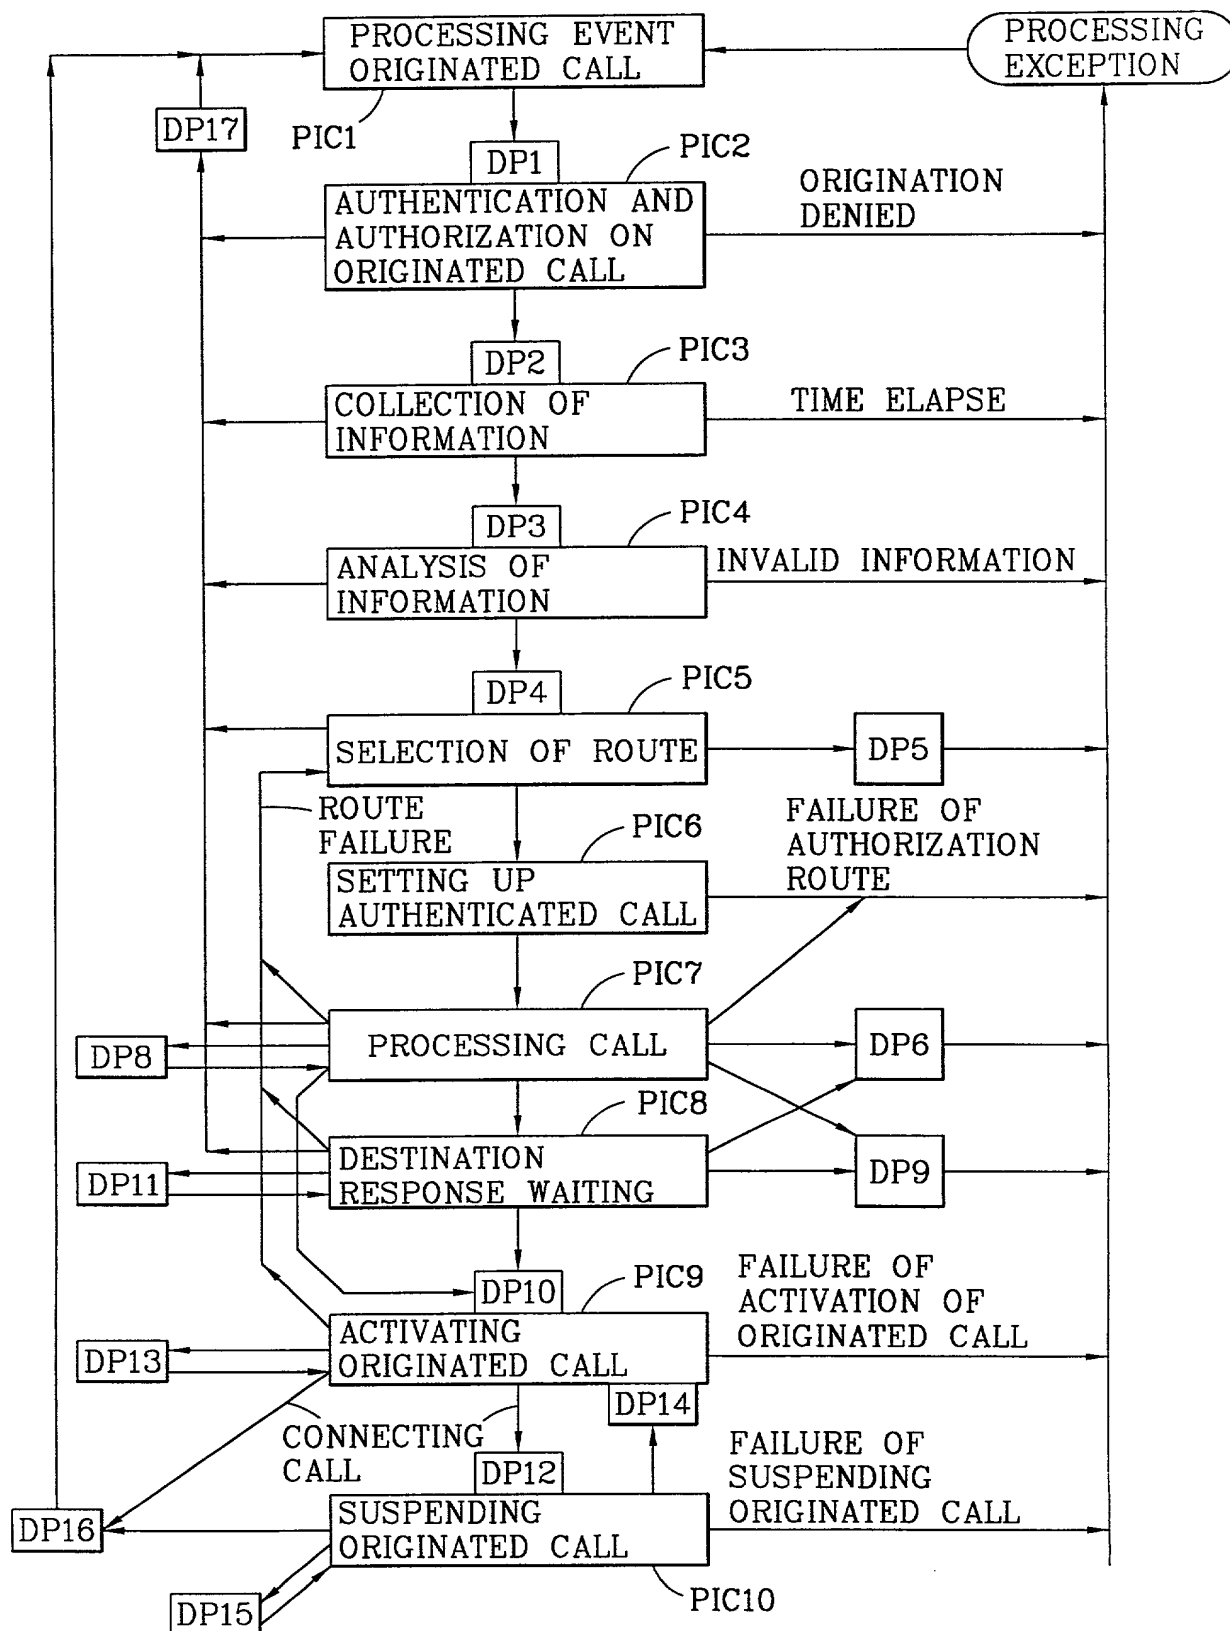 PROCESSING EVENT
ORIGINATED CALL
PROCESSING
EXCEPTION
PIC1
DP17
DP1
PIC2
AUTHENTICATION AND
AUTHORIZATION ON
ORIGINATED CALL
ORIGINATION
DENIED
DP2
PIC3
COLLECTION OF
INFORMATION
TIME ELAPSE
DP3
PIC4
ANALYSIS OF
INFORMATION
INVALID INFORMATION
DP4
PIC5
SELECTION OF ROUTE
DP5
ROUTE
FAILURE
PIC6
FAILURE OF
AUTHORIZATION
ROUTE
SETTING UP
AUTHENTICATED CALL
PIC7
PROCESSING CALL
DP8
DP6
PIC8
DESTINATION
RESPONSE WAITING
DP11
DP9
DP10
PIC9
FAILURE OF
ACTIVATION OF
ORIGINATED CALL
ACTIVATING
ORIGINATED CALL
DP13
DP14
CONNECTING
CALL
DP12
FAILURE OF
SUSPENDING
ORIGINATED CALL
DP16
SUSPENDING
ORIGINATED CALL
DP15
PIC10